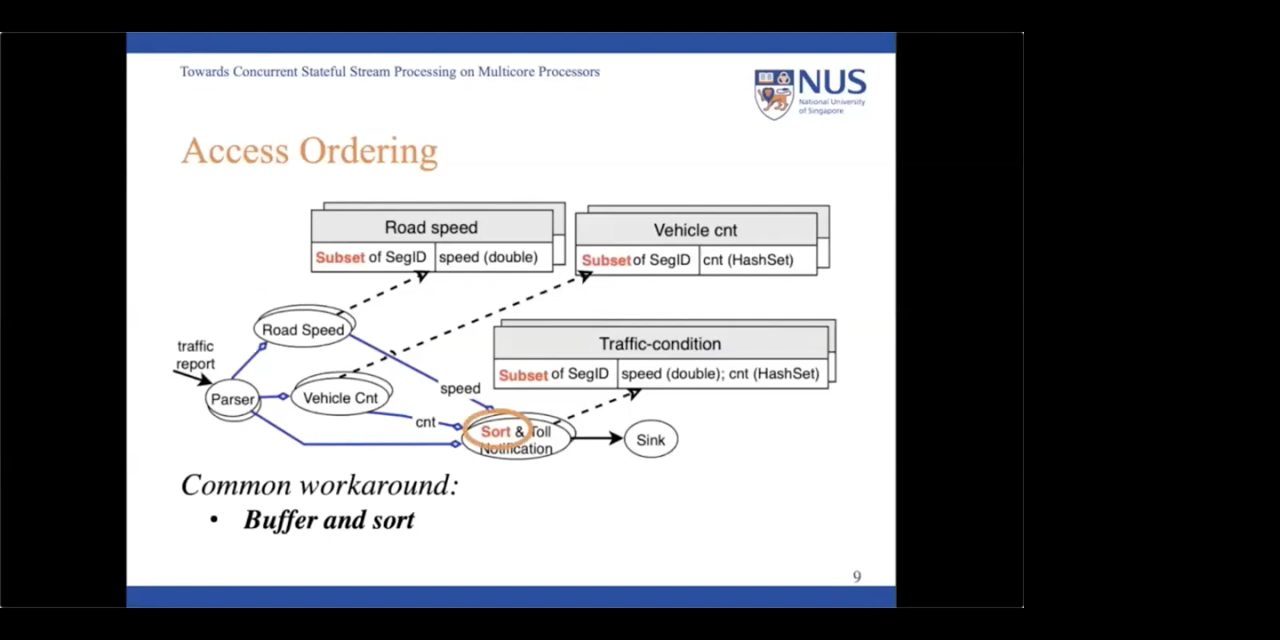 Towards Concurrent Stateful Stream Processing on Multicore Processors
NUS
National University
of Singapore
Access Ordering
Road speed
Subset of SegID
speed (double)
Vehicle cnt
Subset of SegID
cnt (HashSet)
Traffic-condition
Subset of SegID
speed (double); cnt (HashSet)
traffic
report
Road Speed
Parser
Vehicle Cnt
speed
cnt
Sort & Toll
Notification
Sink
Common workaround:
• Buffer and sort
9